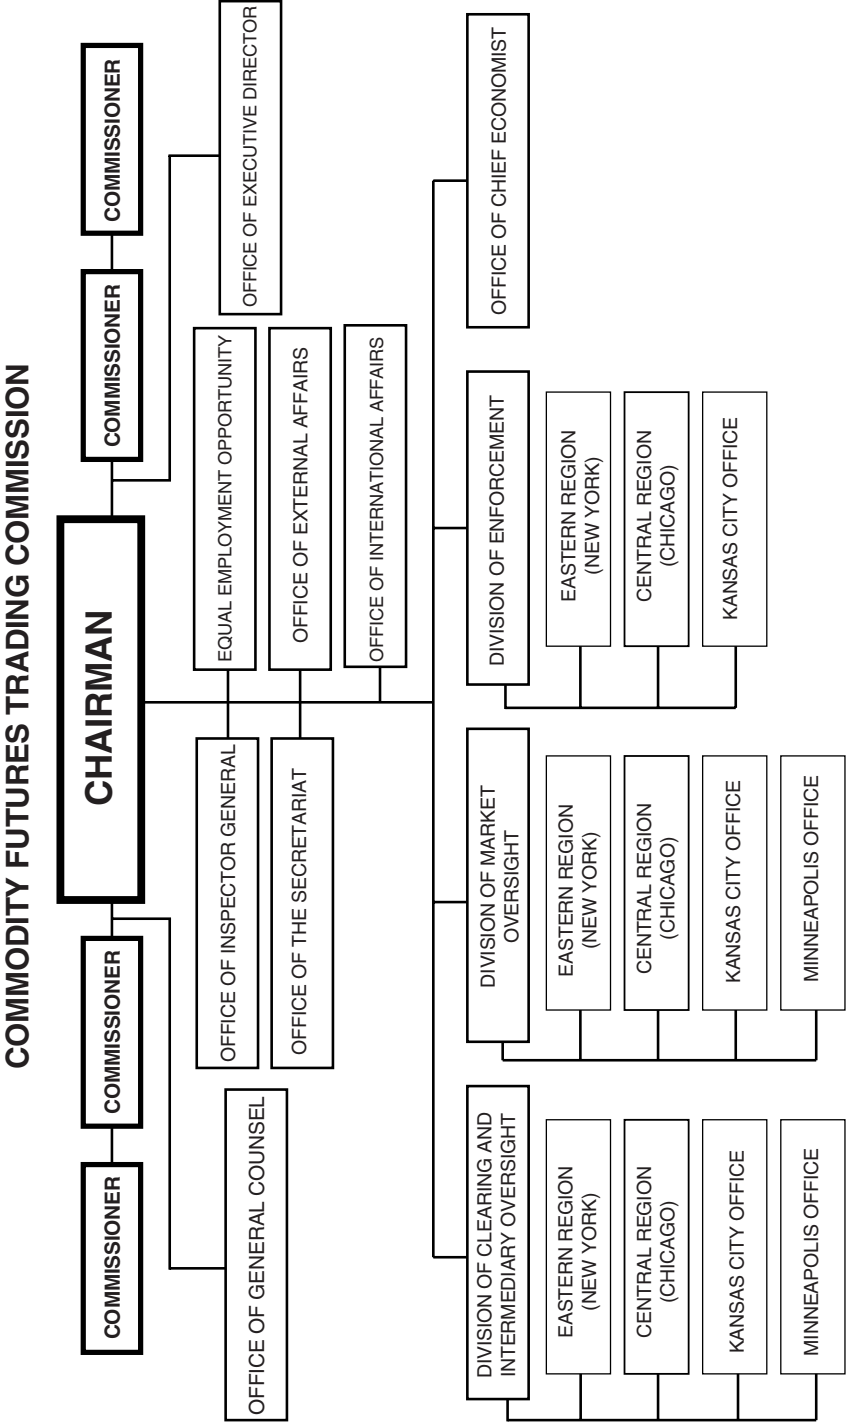 COMMODITY FUTURES TRADING COMMISSION
COMMISSIONER
COMMISSIONER
CHAIRMAN
COMMISSIONER
COMMISSIONER
OFFICE OF GENERAL COUNSEL
OFFICE OF INSPECTOR GENERAL
EQUAL EMPLOYMENT OPPORTUNITY
OFFICE OF EXECUTIVE DIRECTOR
OFFICE OF THE SECRETARIAT
OFFICE OF EXTERNAL AFFAIRS
OFFICE OF INTERNATIONAL AFFAIRS
DIVISION OF CLEARING AND
INTERMEDIARY OVERSIGHT
EASTERN REGION
(NEW YORK)
CENTRAL REGION
(CHICAGO)
KANSAS CITY OFFICE
MINNEAPOLIS OFFICE
DIVISION OF MARKET
OVERSIGHT
EASTERN REGION
(NEW YORK)
CENTRAL REGION
(CHICAGO)
KANSAS CITY OFFICE
MINNEAPOLIS OFFICE
DIVISION OF ENFORCEMENT
EASTERN REGION
(NEW YORK)
CENTRAL REGION
(CHICAGO)
KANSAS CITY OFFICE
OFFICE OF CHIEF ECONOMIST